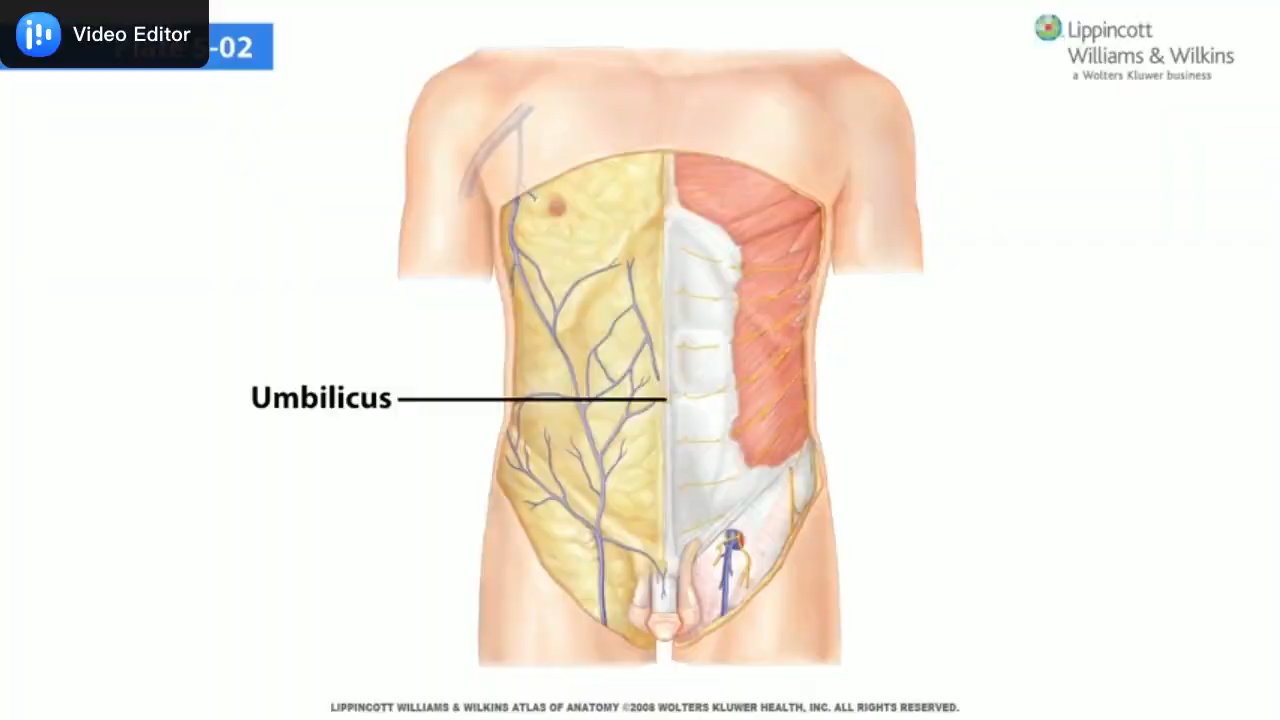 Video Editor
-02
Lippincott
Williams & Wilkins
a Wolters Kluwer business
Umbilicus
LIPPINCOTT WILLIAMS & WILKINS ATLAS OF ANATOMY ©2008 WOLTERS KLUWER HEALTH, INC. ALL RIGHTS RESERVED.